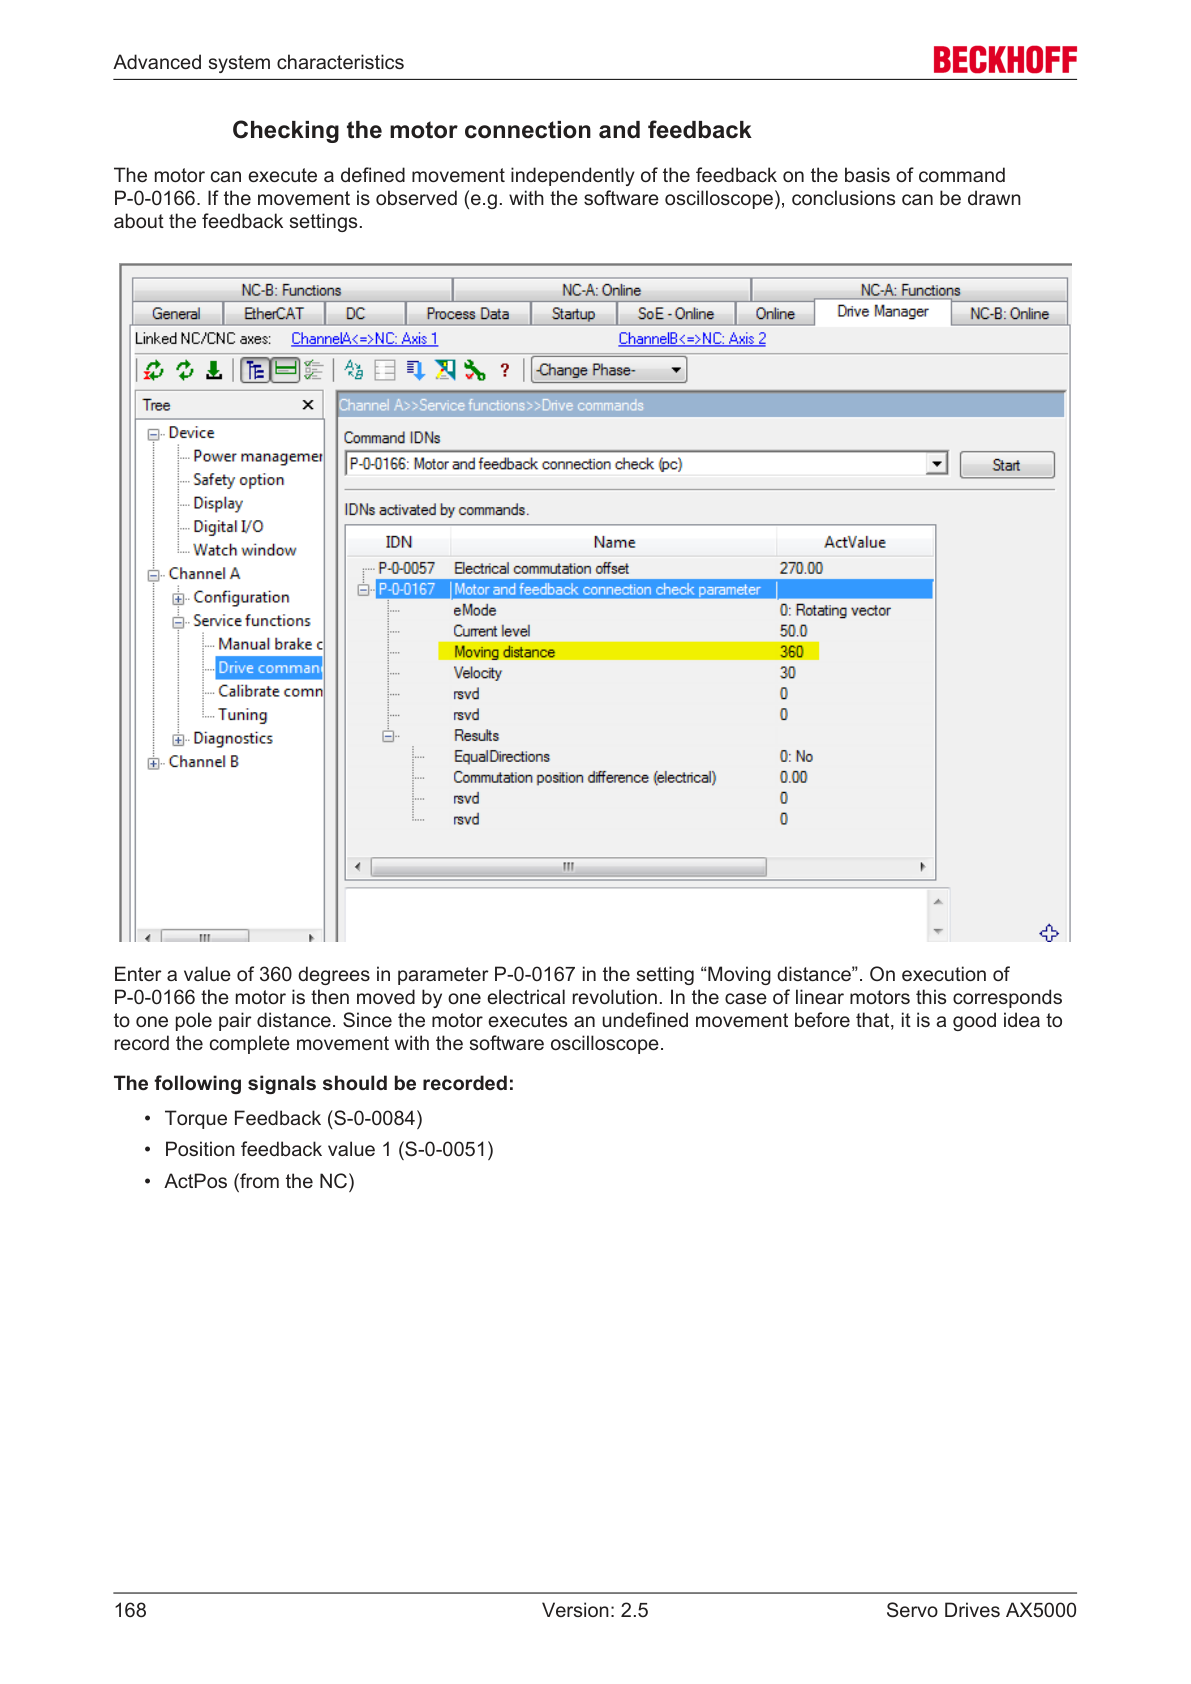 Advanced system characteristics
BECKHOFF
Checking the motor connection and feedback
The motor can execute a defined movement independently of the feedback on the basis of command
P-0-0166. If the movement is observed (e.g. with the software oscilloscope), conclusions can be drawn
about the feedback settings.
NC-B: Functions NC-A: Online NC-A: Functions
General EtherCAT DC Process Data Startup SoE - Online Online Drive Manager NC-B: Online
Linked NC/CNC axes: ChannelA<=>NC: Axis 1 ChannelB<=>NC: Axis 2
-Change Phase-
Tree
Device
Power managemer
Safety option
Display
Digital I/O
Watch window
Channel A
Configuration
Service functions
Manual brake c
Drive comman
Calibrate comn
Tuning
Diagnostics
Channel B
Channel A>>Service functions>>Drive commands
Command IDNs
P-0-0166: Motor and feedback connection check (pc) Start
IDNs activated by commands.
IDN Name ActValue
P-0-0057 Electrical commutation offset 270.00
P-0-0167 Motor and feedback connection check parameter
eMode 0: Rotating vector
Current level 50.0
Moving distance 360
Velocity 30
rsvd 0
rsvd 0
Results
EqualDirections 0: No
Commutation position difference (electrical) 0.00
rsvd 0
rsvd 0
Enter a value of 360 degrees in parameter P-0-0167 in the setting “Moving distance”. On execution of
P-0-0166 the motor is then moved by one electrical revolution. In the case of linear motors this corresponds
to one pole pair distance. Since the motor executes an undefined movement before that, it is a good idea to
record the complete movement with the software oscilloscope.
The following signals should be recorded:
• Torque Feedback (S-0-0084)
• Position feedback value 1 (S-0-0051)
• ActPos (from the NC)
168 Version: 2.5 Servo Drives AX5000